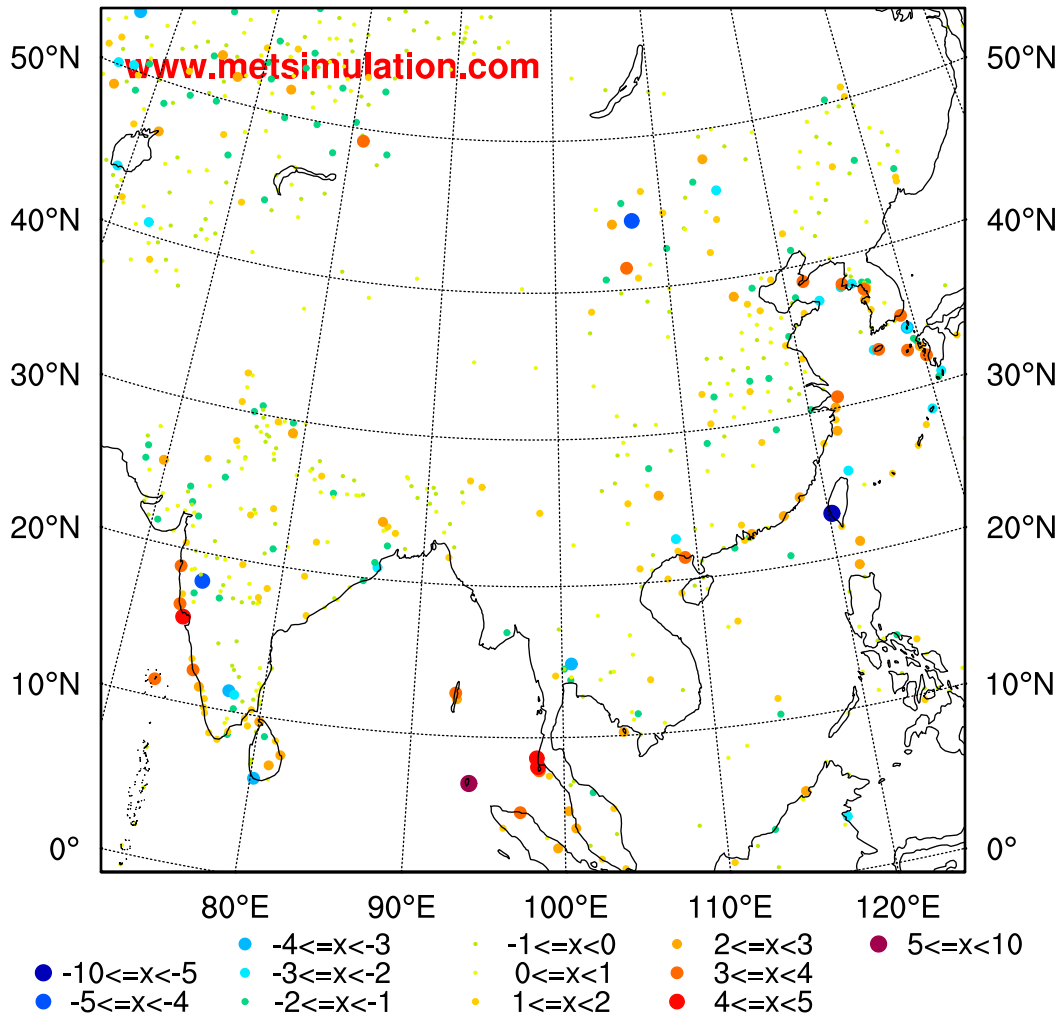 50°N 50°N
www.metsimulation.com
40°N 40°N
30°N 30°N
20°N 20°N
10°N 10°N
0° 0°
80°E 90°E 100°E 110°E 120°E
-4<=x<-3 -1<=x<0 2<=x<3 5<=x<10
-10<=x<-5 -3<=x<-2 0<=x<1 3<=x<4
-5<=x<-4 -2<=x<-1 1<=x<2 4<=x<5